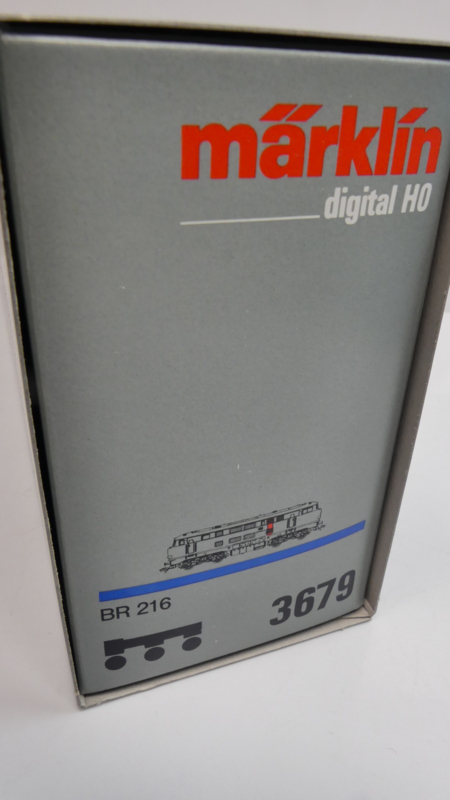 märklin
digital H0
BR 216
3679